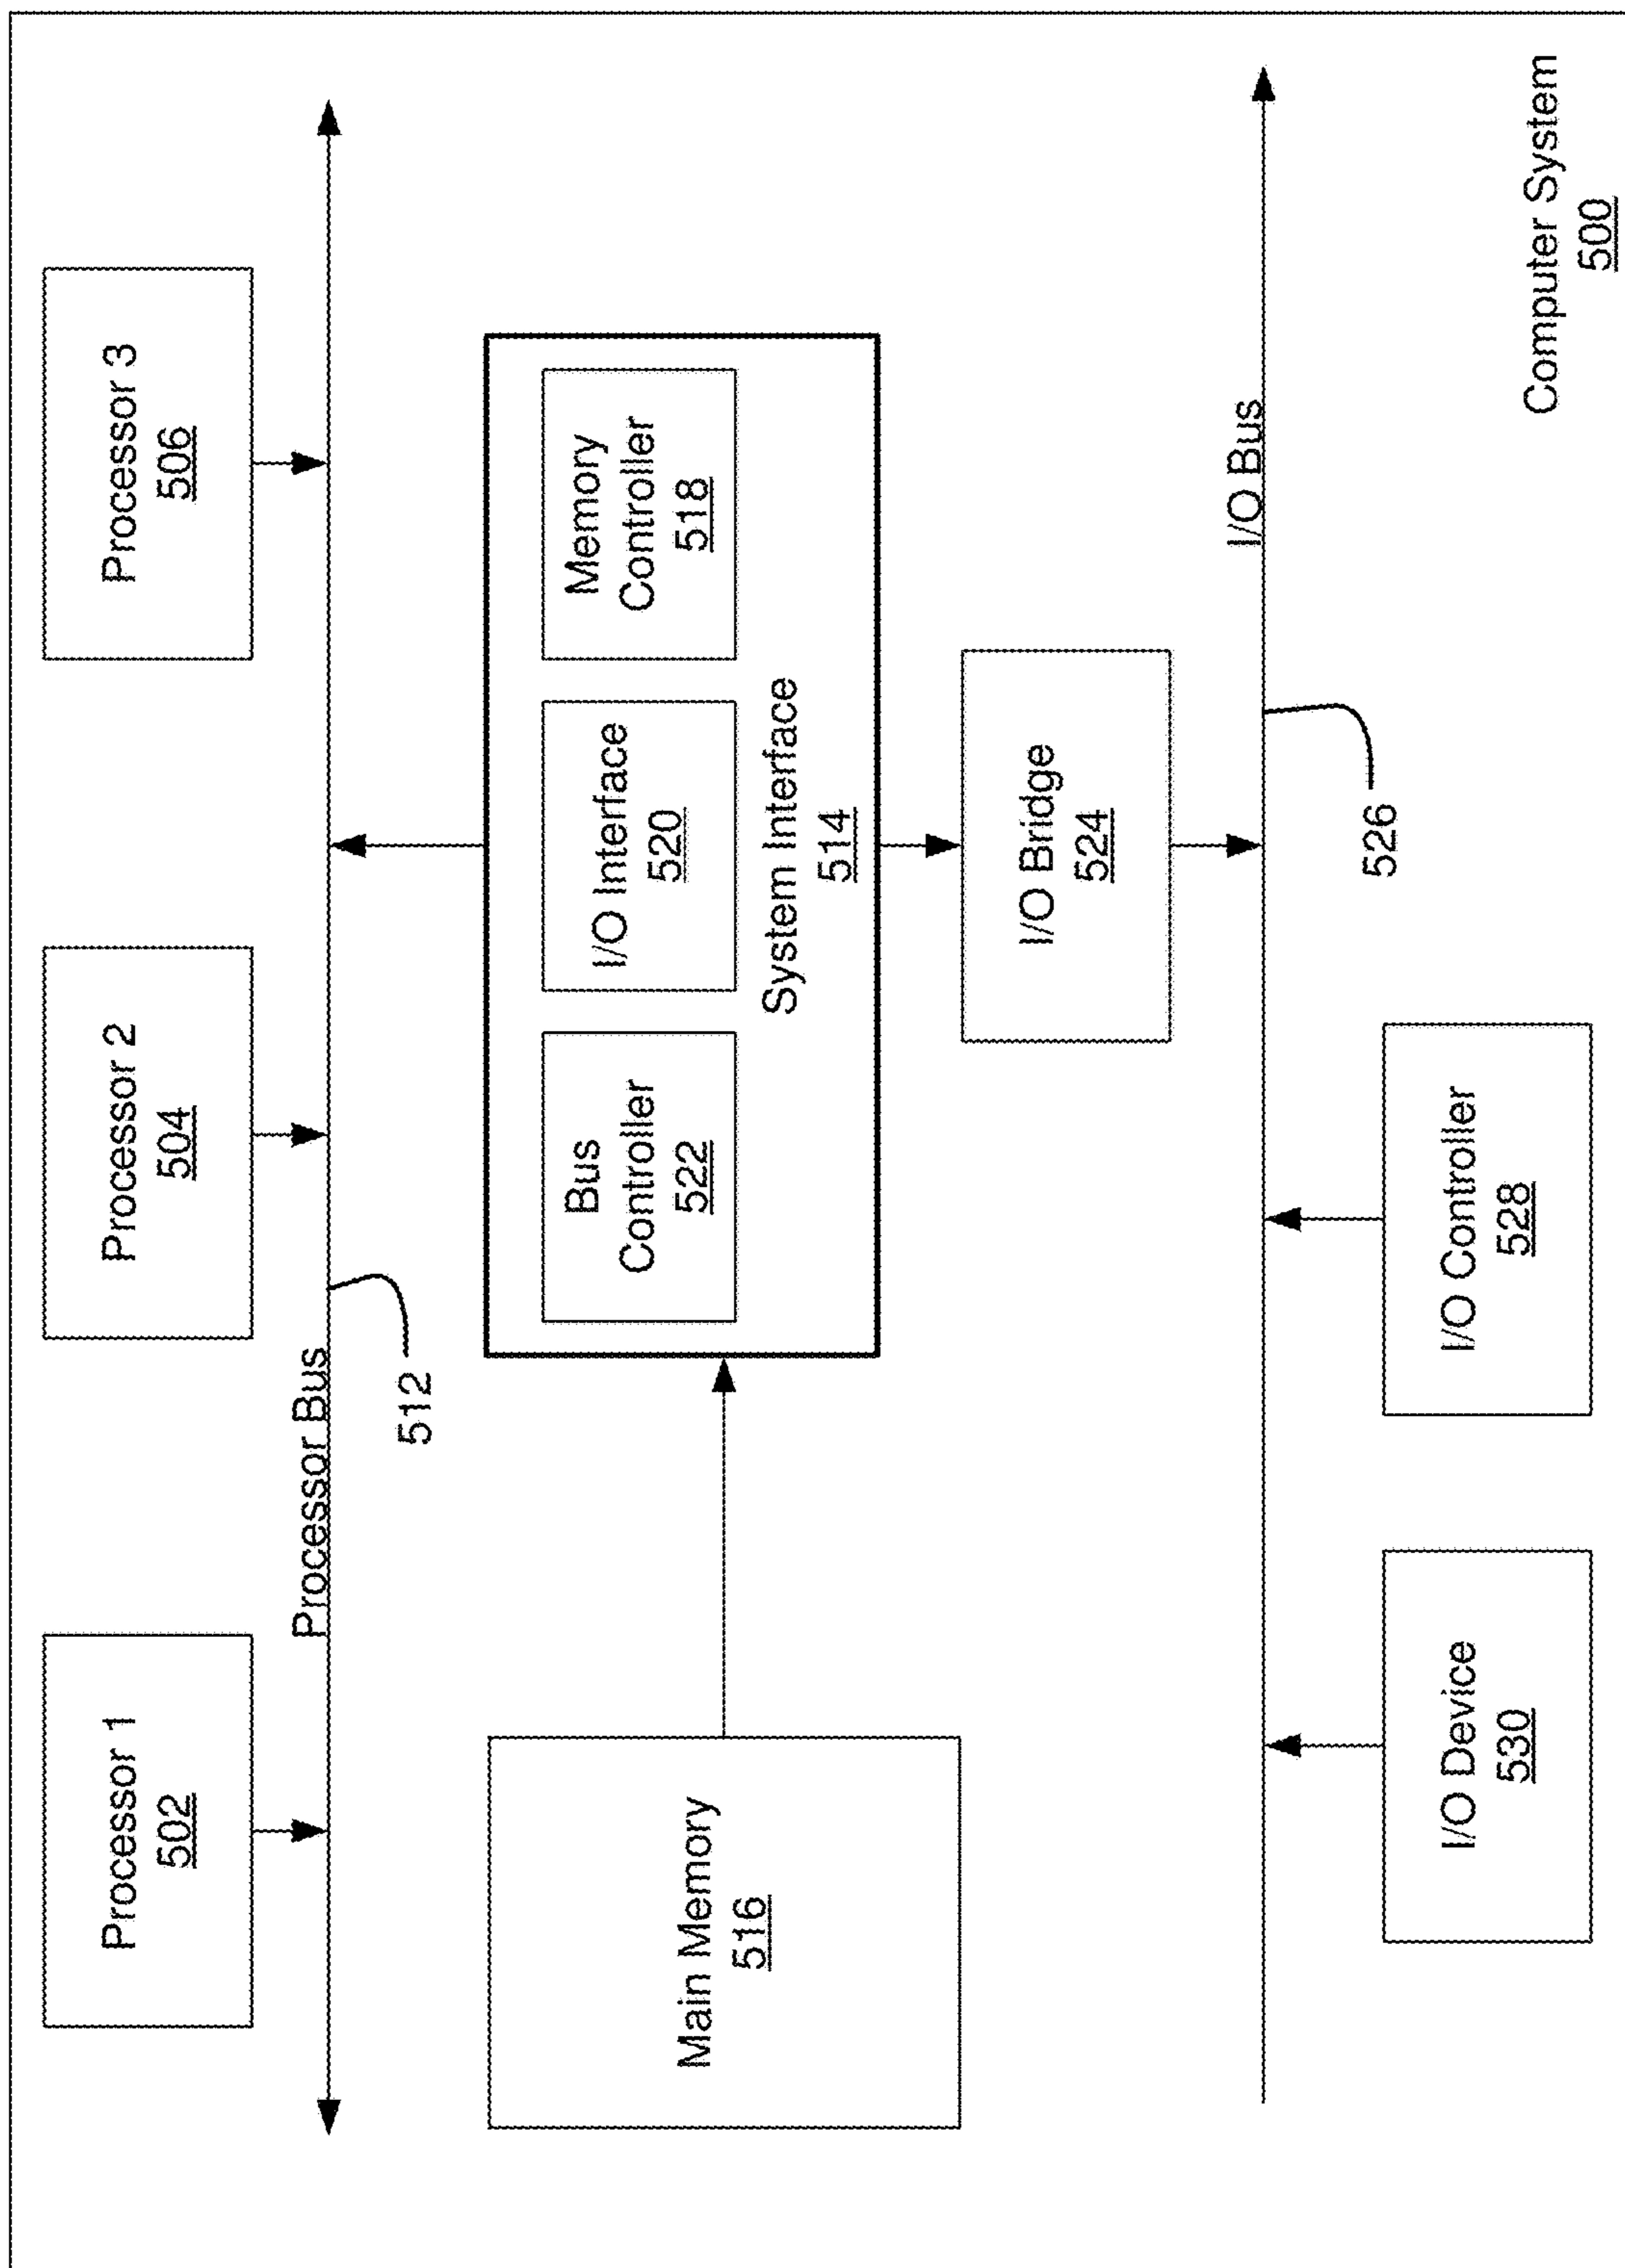 Processor 1
502
Processor 2
504
Processor 3
506
Processor Bus
512
Main Memory
516
Bus
Controller
522
I/O Interface
520
Memory
Controller
518
System Interface
514
I/O Bridge
524
I/O Bus
526
I/O Device
530
I/O Controller
528
Computer System
500